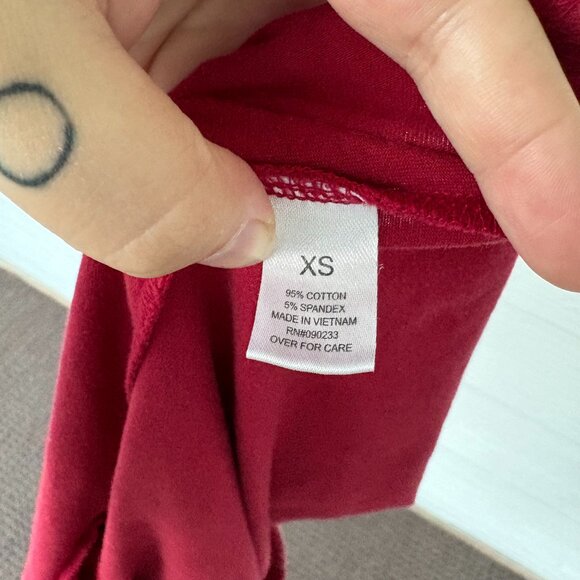 XS
95% COTTON
5% SPANDEX
MADE IN VIETNAM
RN#090233
OVER FOR CARE